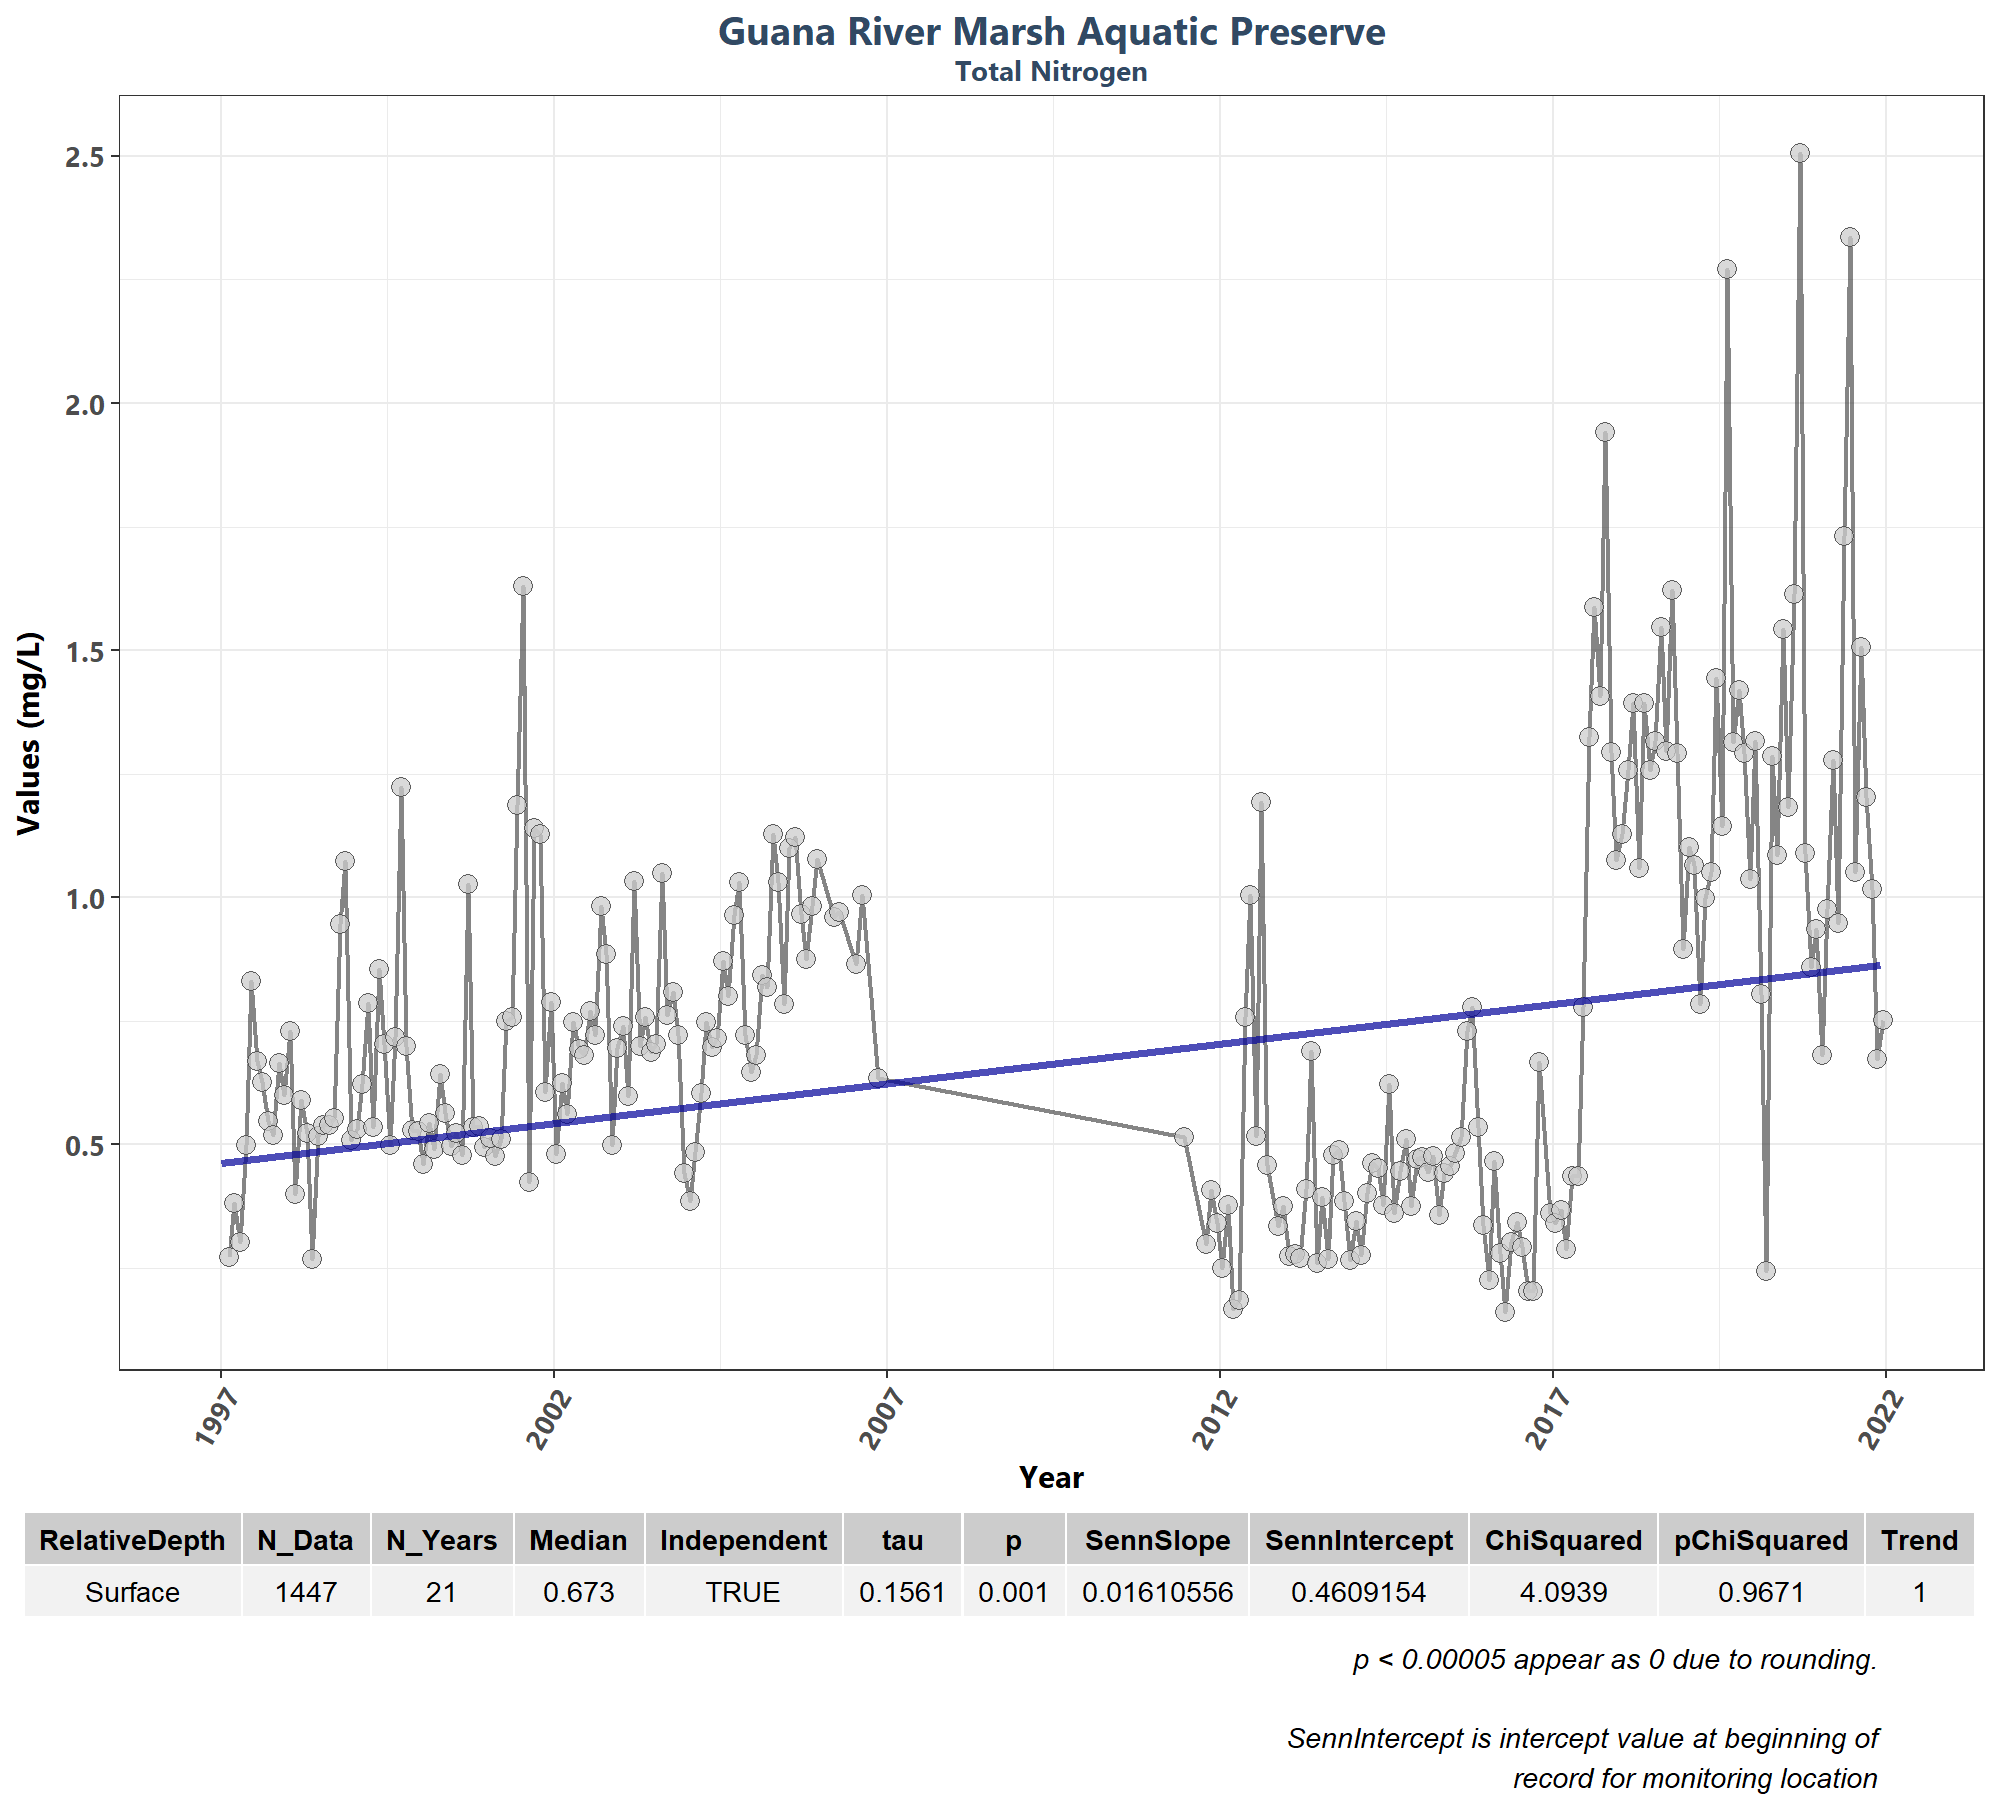 Guana River Marsh Aquatic Preserve
Total Nitrogen
2.5
2.0
1.5
1.0
0.5
Values (mg/L)
1997 2002 2007 2012 2017 2022
Year
RelativeDepth N_Data N_Years Median Independent tau p SennSlope SennIntercept ChiSquared pChiSquared Trend
Surface 1447 21 0.673 TRUE 0.1561 0.001 0.01610556 0.4609154 4.0939 0.9671 1
p < 0.00005 appear as 0 due to rounding.
SennIntercept is intercept value at beginning of
record for monitoring location